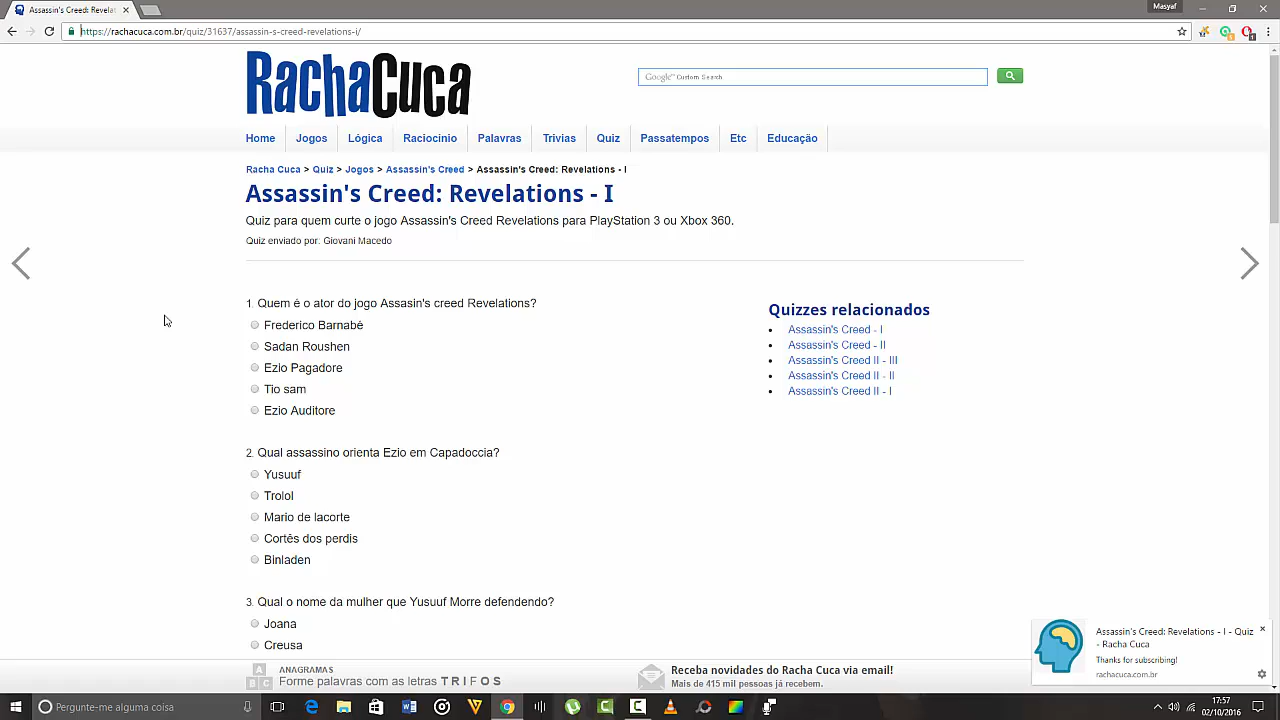 Assassin's Creed: Revelat
Masyaf
https://rachacuca.com.br/quiz/31637/assassin-s-creed-revelations-i/
RachaCuca
Google™ Custom Search
Home Jogos Lógica Raciocínio Palavras Trivias Quiz Passatempos Etc Educação
Racha Cuca > Quiz > Jogos > Assassin's Creed > Assassin's Creed: Revelations - I
Assassin's Creed: Revelations - I
Quiz para quem curte o jogo Assassin's Creed Revelations para PlayStation 3 ou Xbox 360.
Quiz enviado por: Giovani Macedo
1. Quem é o ator do jogo Assasin's creed Revelations?
Frederico Barnabé
Sadan Roushen
Ezio Pagadore
Tio sam
Ezio Auditore
Quizzes relacionados
Assassin's Creed - I
Assassin's Creed - II
Assassin's Creed II - III
Assassin's Creed II - II
Assassin's Creed II - I
2. Qual assassino orienta Ezio em Capadoccia?
Yusuuf
Trolol
Mario de lacorte
Cortês dos perdis
Binladen
3. Qual o nome da mulher que Yusuuf Morre defendendo?
Joana
Creusa
Assassin's Creed: Revelations - I - Quiz
- Racha Cuca
Thanks for subscribing!
rachacuca.com.br
A
B C
ANAGRAMAS
Forme palavras com as letras T R I F O S
Receba novidades do Racha Cuca via email!
Mais de 415 mil pessoas já recebem.
Pergunte-me alguma coisa
17:57
02/10/2016